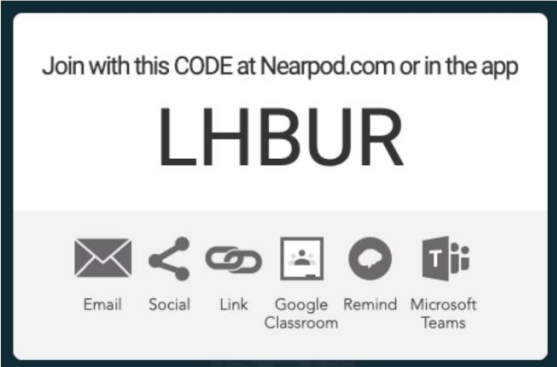 Join with this CODE at Nearpod.com or in the app
LHBUR
Email Social Link Google Classroom Remind Microsoft Teams